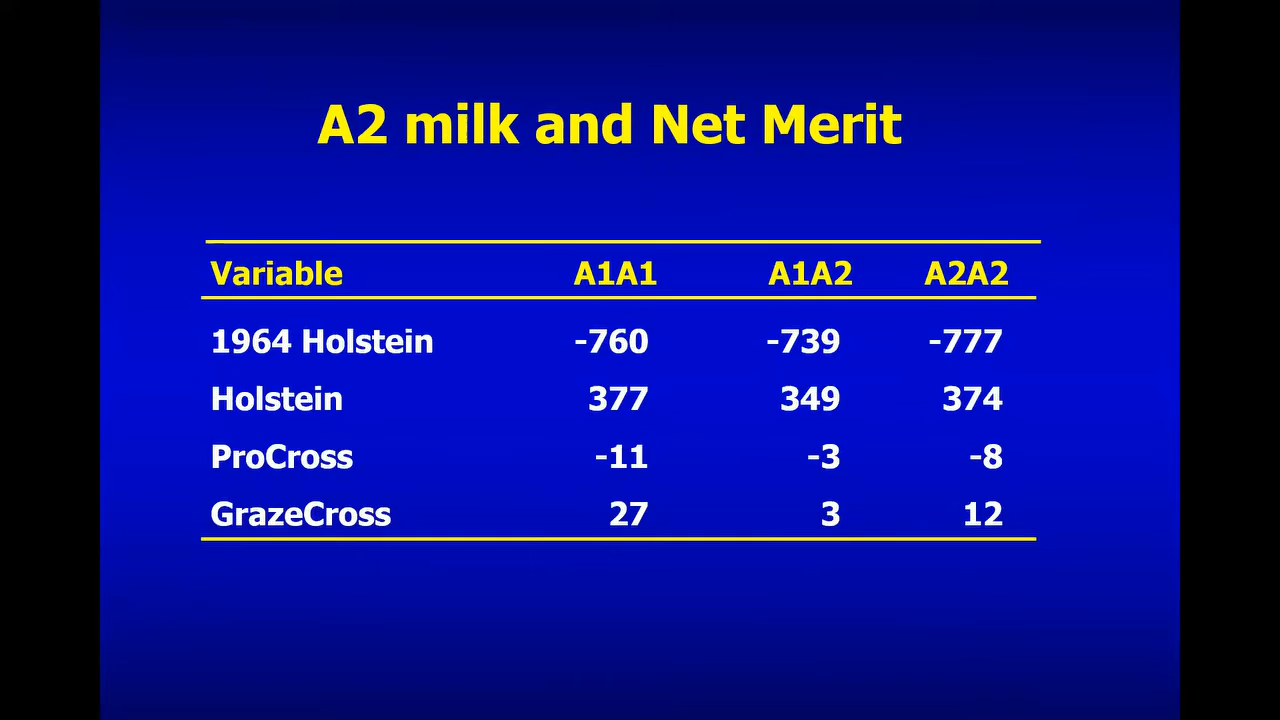 A2 milk and Net Merit
Variable A1A1 A1A2 A2A2
1964 Holstein -760 -739 -777
Holstein 377 349 374
ProCross -11 -3 -8
GrazeCross 27 3 12